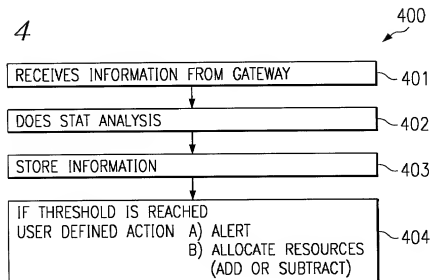 4
400
RECEIVES INFORMATION FROM GATEWAY
401
DOES STAT ANALYSIS
402
STORE INFORMATION
403
IF THRESHOLD IS REACHED
USER DEFINED ACTION A) ALERT
B) ALLOCATE RESOURCES
(ADD OR SUBTRACT)
404